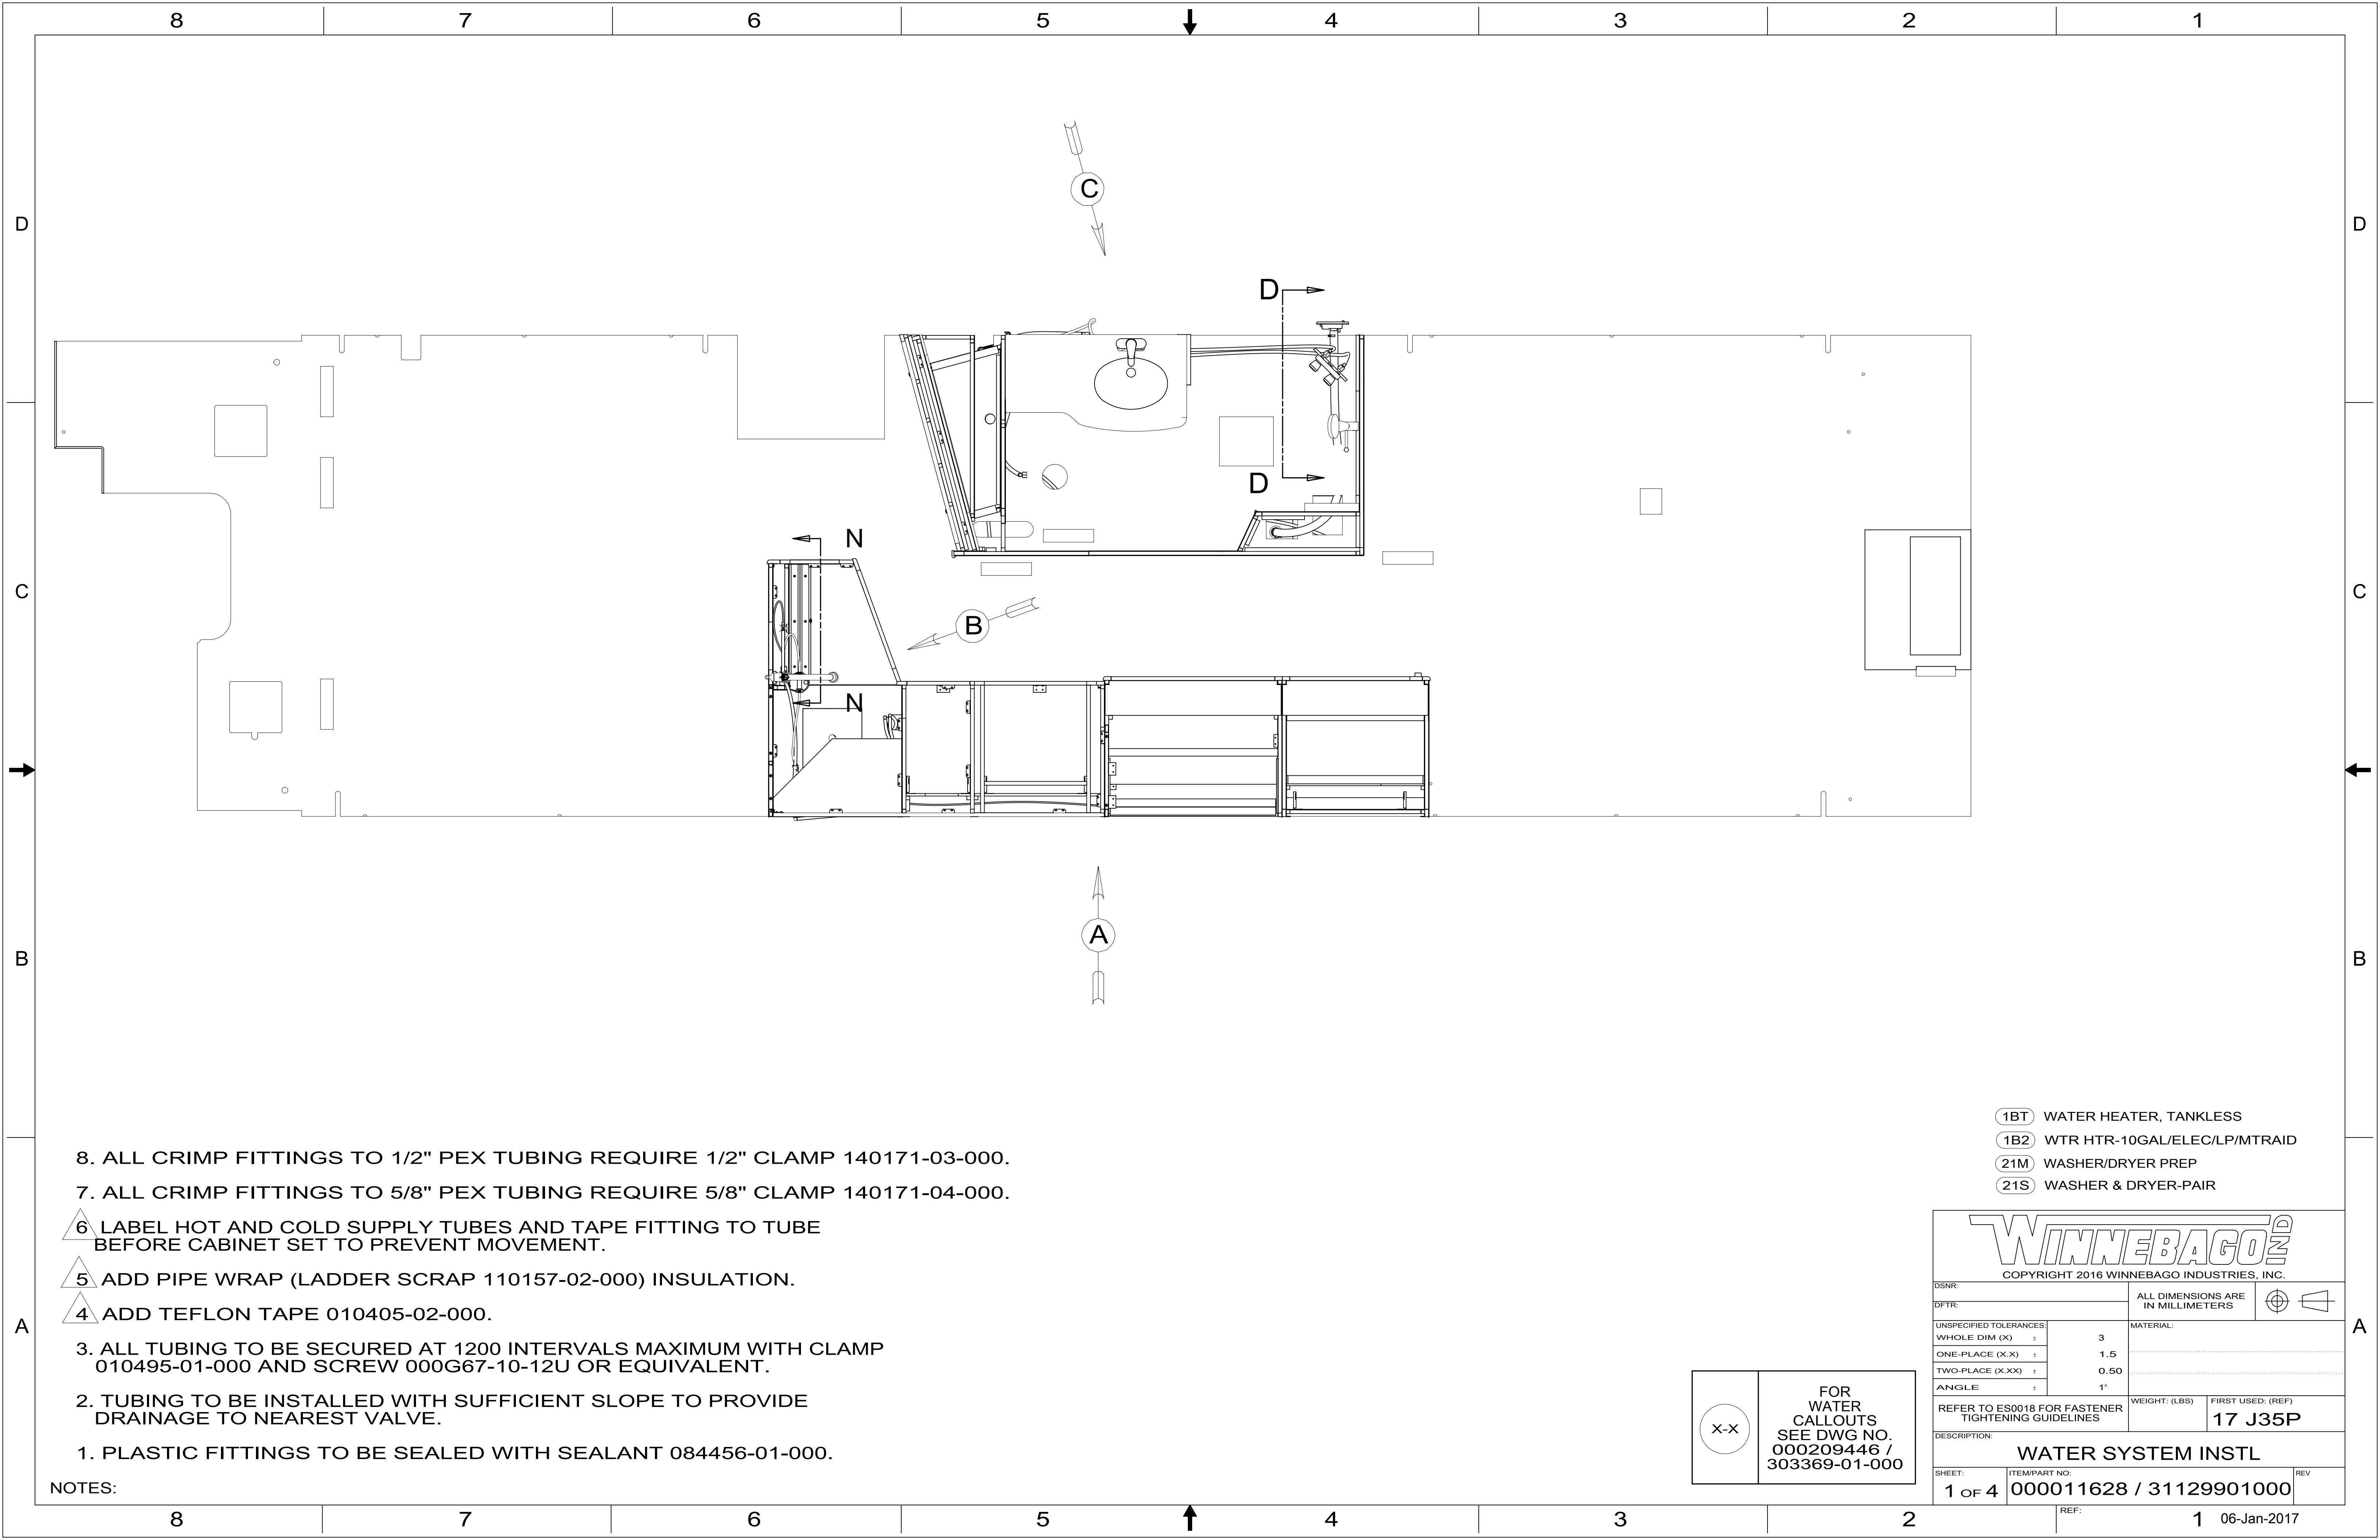 8 7 6 5 4 3 2 1
D
D
C
D
D
N
C
C
B
N
A
B
B
1BT WATER HEATER, TANKLESS
1B2 WTR HTR-10GAL/ELEC/LP/MTRAID
21M WASHER/DRYER PREP
21S WASHER & DRYER-PAIR
8. ALL CRIMP FITTINGS TO 1/2" PEX TUBING REQUIRE 1/2" CLAMP 140171-03-000.
7. ALL CRIMP FITTINGS TO 5/8" PEX TUBING REQUIRE 5/8" CLAMP 140171-04-000.
6 LABEL HOT AND COLD SUPPLY TUBES AND TAPE FITTING TO TUBE
BEFORE CABINET SET TO PREVENT MOVEMENT.
5 ADD PIPE WRAP (LADDER SCRAP 110157-02-000) INSULATION.
4 ADD TEFLON TAPE 010405-02-000.
3. ALL TUBING TO BE SECURED AT 1200 INTERVALS MAXIMUM WITH CLAMP
010495-01-000 AND SCREW 000G67-10-12U OR EQUIVALENT.
2. TUBING TO BE INSTALLED WITH SUFFICIENT SLOPE TO PROVIDE
DRAINAGE TO NEAREST VALVE.
1. PLASTIC FITTINGS TO BE SEALED WITH SEALANT 084456-01-000.
NOTES:
A
A
X-X
FOR
WATER
CALLOUTS
SEE DWG NO.
000209446 /
303369-01-000
WINNEBAGO IND
COPYRIGHT 2016 WINNEBAGO INDUSTRIES, INC.
DSNR:
DFTR:
ALL DIMENSIONS ARE
IN MILLIMETERS
UNSPECIFIED TOLERANCES:
WHOLE DIM (X) ± 3
ONE-PLACE (X.X) ± 1.5
TWO-PLACE (X.XX) ± 0.50
ANGLE ± 1°
MATERIAL:
REFER TO ES0018 FOR FASTENER
TIGHTENING GUIDELINES
WEIGHT: (LBS)
FIRST USED: (REF)
17 J35P
DESCRIPTION:
WATER SYSTEM INSTL
SHEET:
1 OF 4
ITEM/PART NO:
000011628 / 31129901000
REV
REF:
8 7 6 5 4 3 2 1
06-Jan-2017